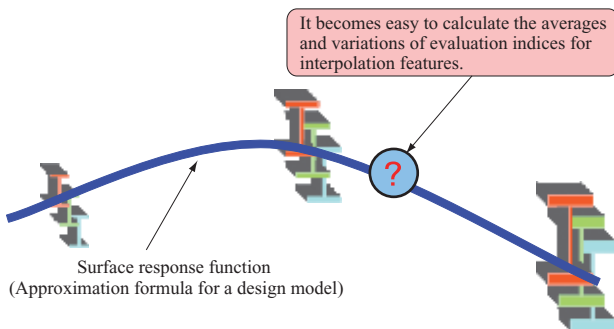 It becomes easy to calculate the averages
and variations of evaluation indices for
interpolation features.
?
Surface response function
(Approximation formula for a design model)